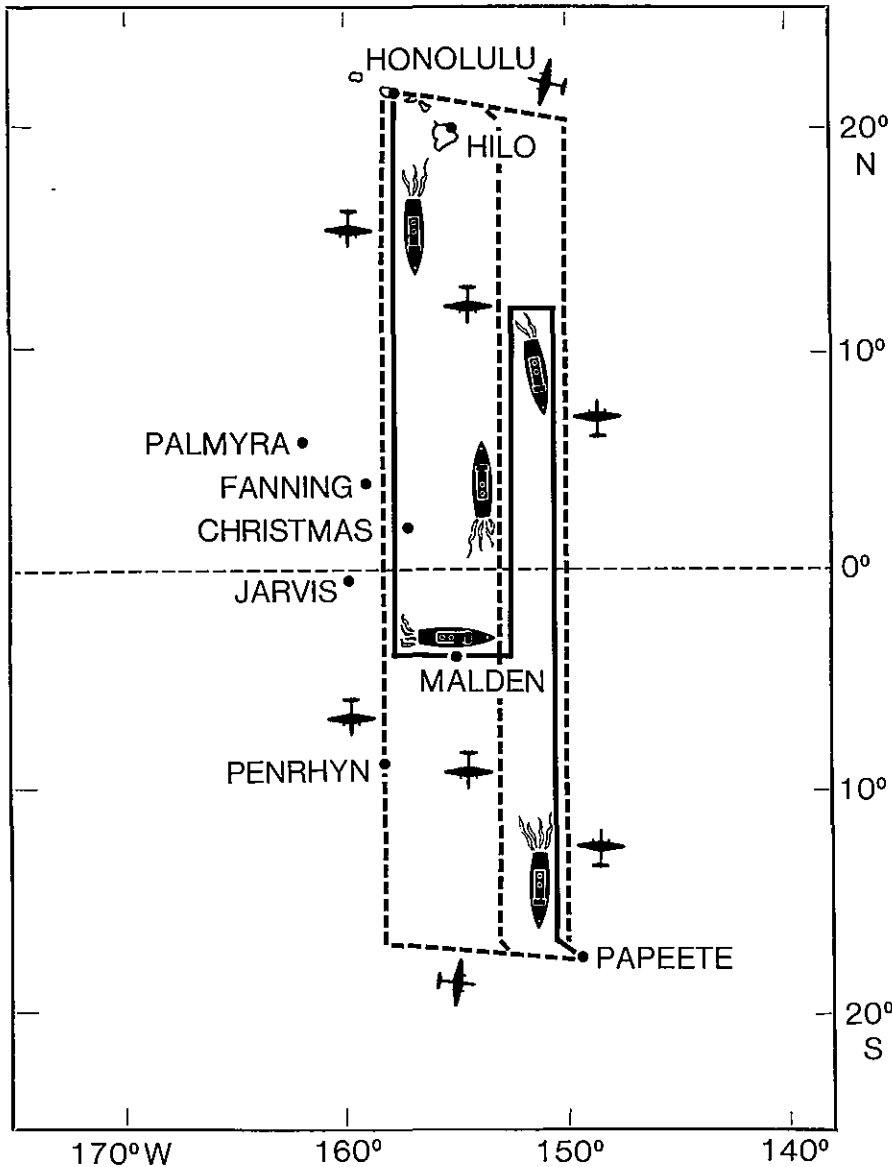 HONOLULU
20°
N
HILO
10°
PALMYRA
FANNING
CHRISTMAS
0°
JARVIS
MALDEN
PENRHYN
10°
PAPEETE
20°
S
170°W
160°
150°
140°